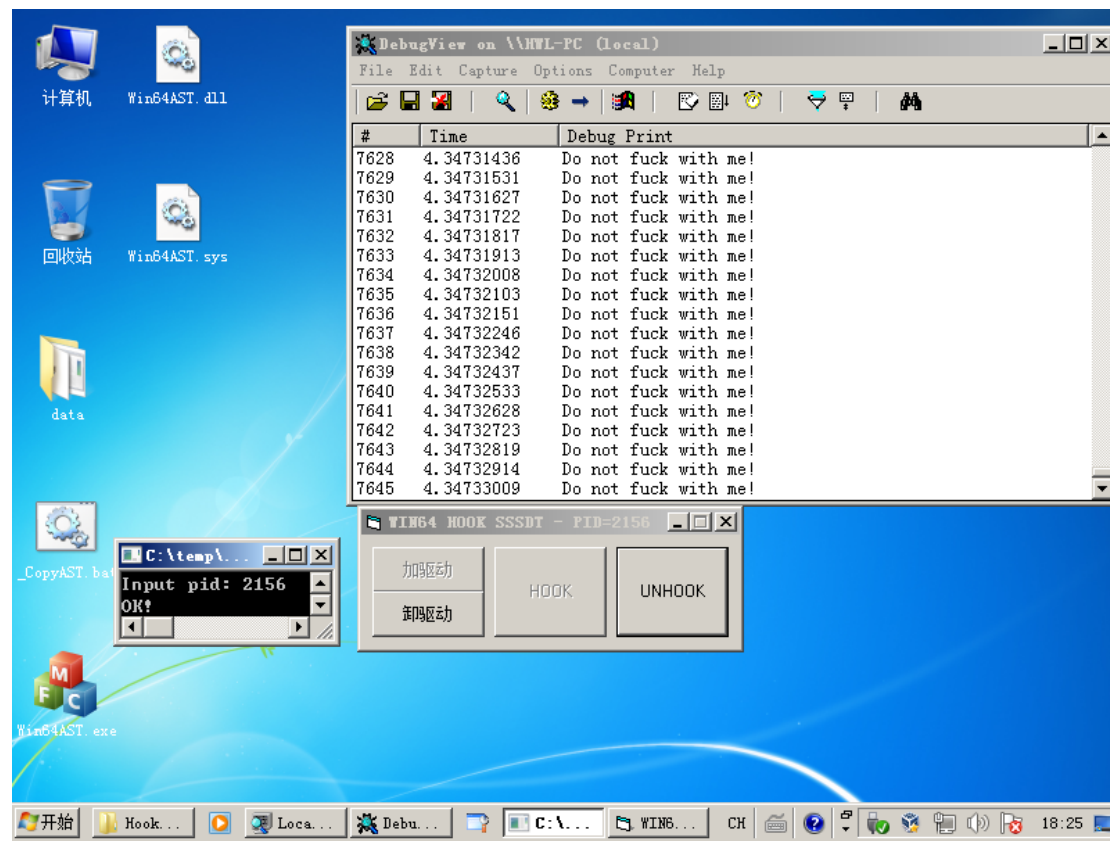 计算机
Win64AST.dll
回收站
Win64AST.sys
data
_CopyAST.bat
Win64AST.exe
DebugView on \\HWL-PC (local)
File Edit Capture Options Computer Help
# Time Debug Print
7628 4.34731436 Do not fuck with me!
7629 4.34731531 Do not fuck with me!
7630 4.34731627 Do not fuck with me!
7631 4.34731722 Do not fuck with me!
7632 4.34731817 Do not fuck with me!
7633 4.34731913 Do not fuck with me!
7634 4.34732008 Do not fuck with me!
7635 4.34732103 Do not fuck with me!
7636 4.34732151 Do not fuck with me!
7637 4.34732246 Do not fuck with me!
7638 4.34732342 Do not fuck with me!
7639 4.34732437 Do not fuck with me!
7640 4.34732533 Do not fuck with me!
7641 4.34732628 Do not fuck with me!
7642 4.34732723 Do not fuck with me!
7643 4.34732819 Do not fuck with me!
7644 4.34732914 Do not fuck with me!
7645 4.34733009 Do not fuck with me!
C:\temp\...
Input pid: 2156
OK!
WIN64 HOOK SSSDT - PID=2156
加驱动
卸驱动
HOOK
UNHOOK
M
F C
开始 Hook... Loca... Debu... C:\... WIN6... CH 18:25